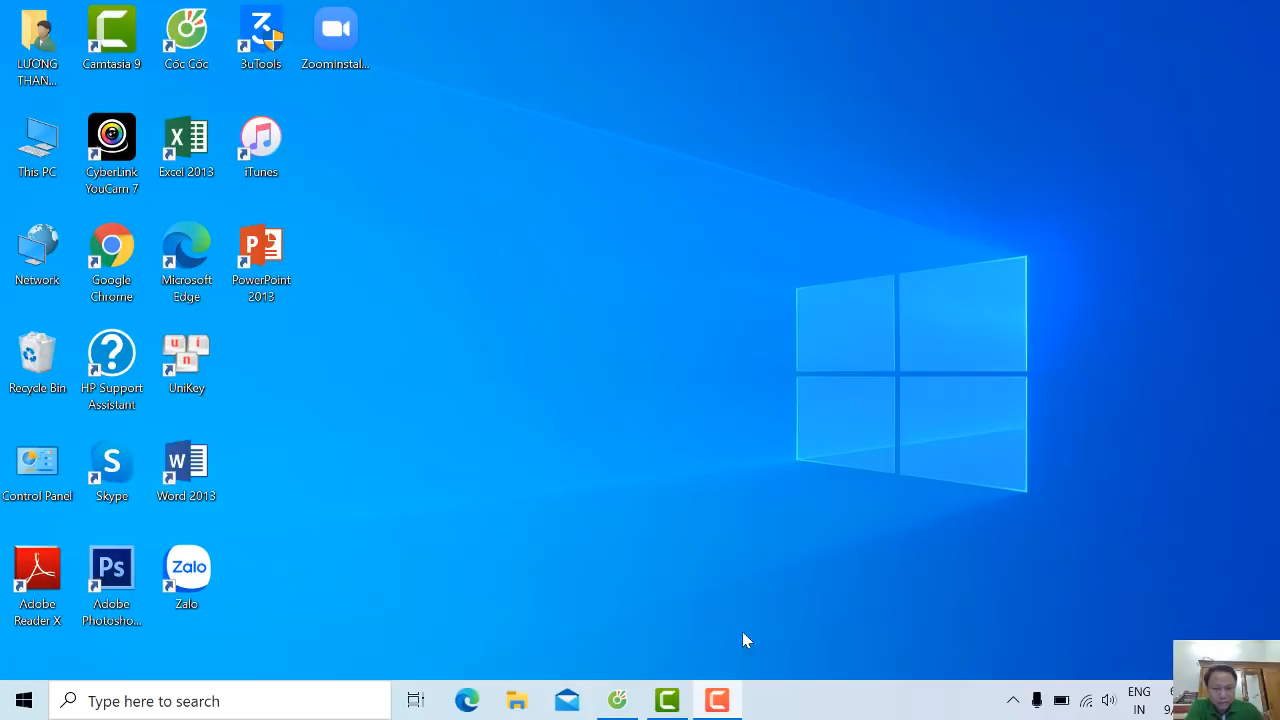 LƯƠNG
THAN...
Camtasia 9
Cốc Cốc
3uTools
ZoomInstal...
This PC
CyberLink
YouCam 7
Excel 2013
iTunes
Network
Google
Chrome
Microsoft
Edge
PowerPoint
2013
Recycle Bin
HP Support
Assistant
u
n
i
UniKey
Control Panel
Skype
Word 2013
Adobe
Reader X
Ps
Adobe
Photosho...
Zalo
Zalo
Type here to search
ENG
IN